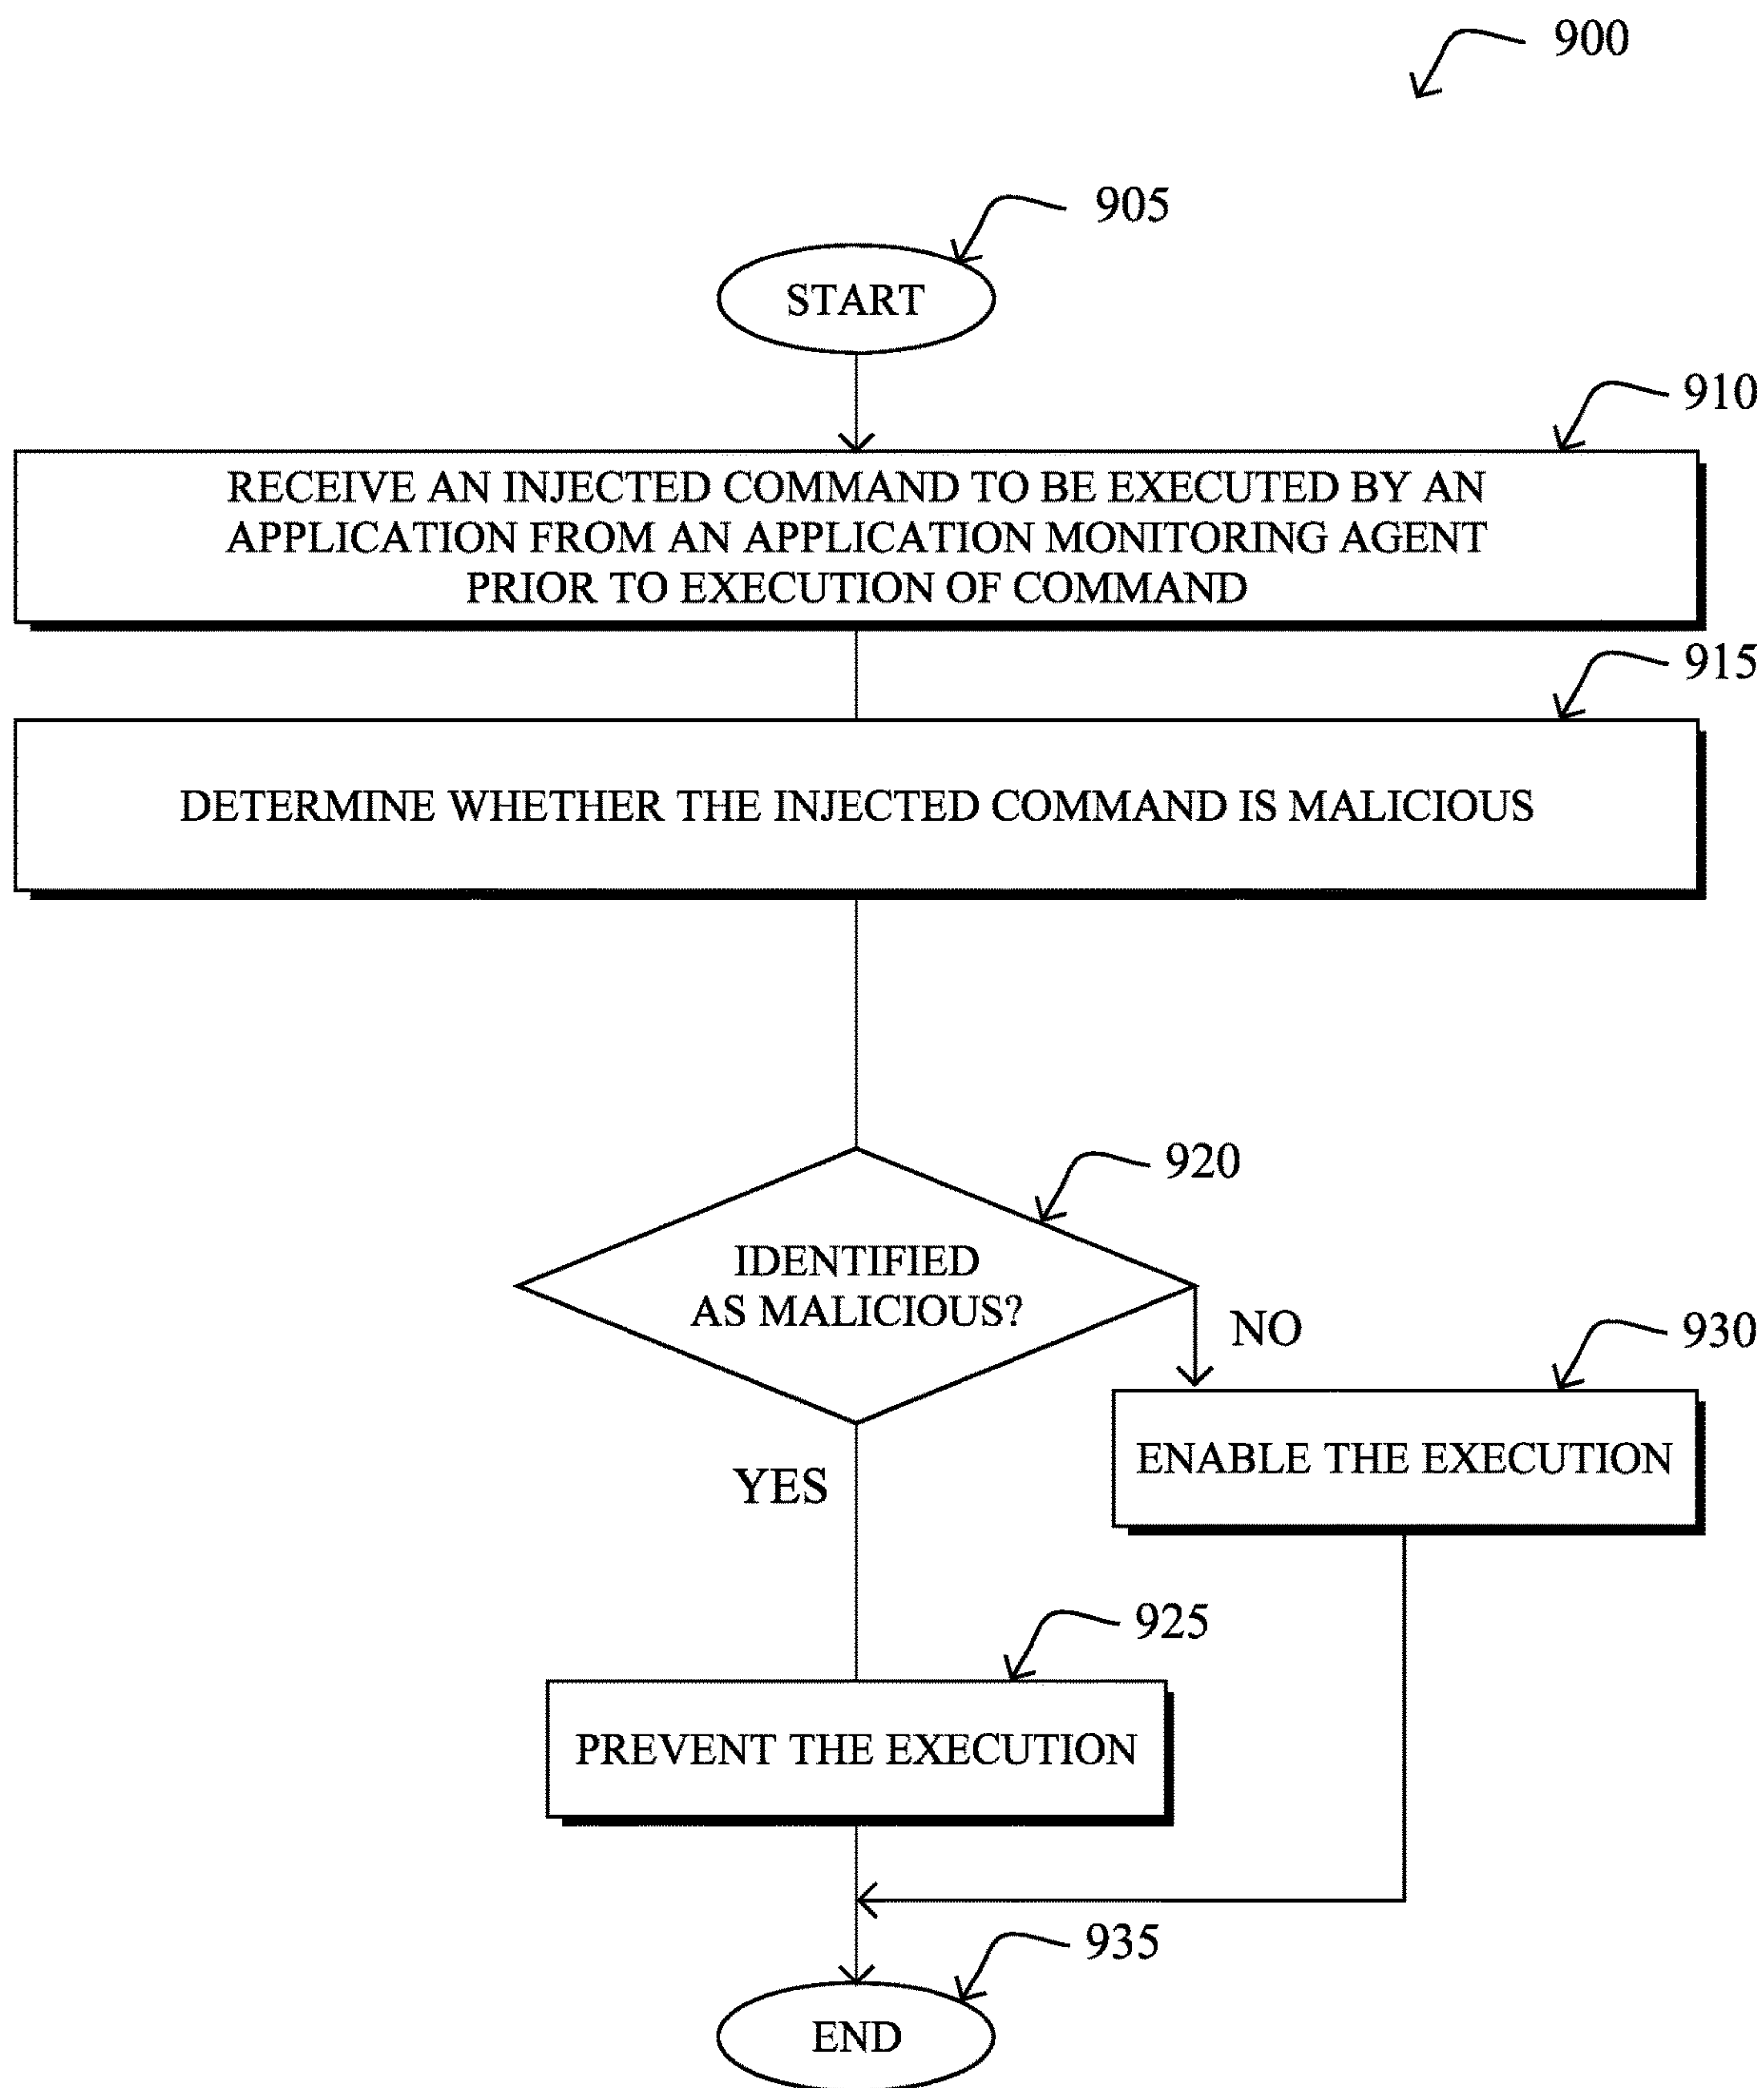 900
905
START
910
RECEIVE AN INJECTED COMMAND TO BE EXECUTED BY AN
APPLICATION FROM AN APPLICATION MONITORING AGENT
PRIOR TO EXECUTION OF COMMAND
915
DETERMINE WHETHER THE INJECTED COMMAND IS MALICIOUS
920
IDENTIFIED
AS MALICIOUS?
NO
930
ENABLE THE EXECUTION
YES
925
PREVENT THE EXECUTION
935
END